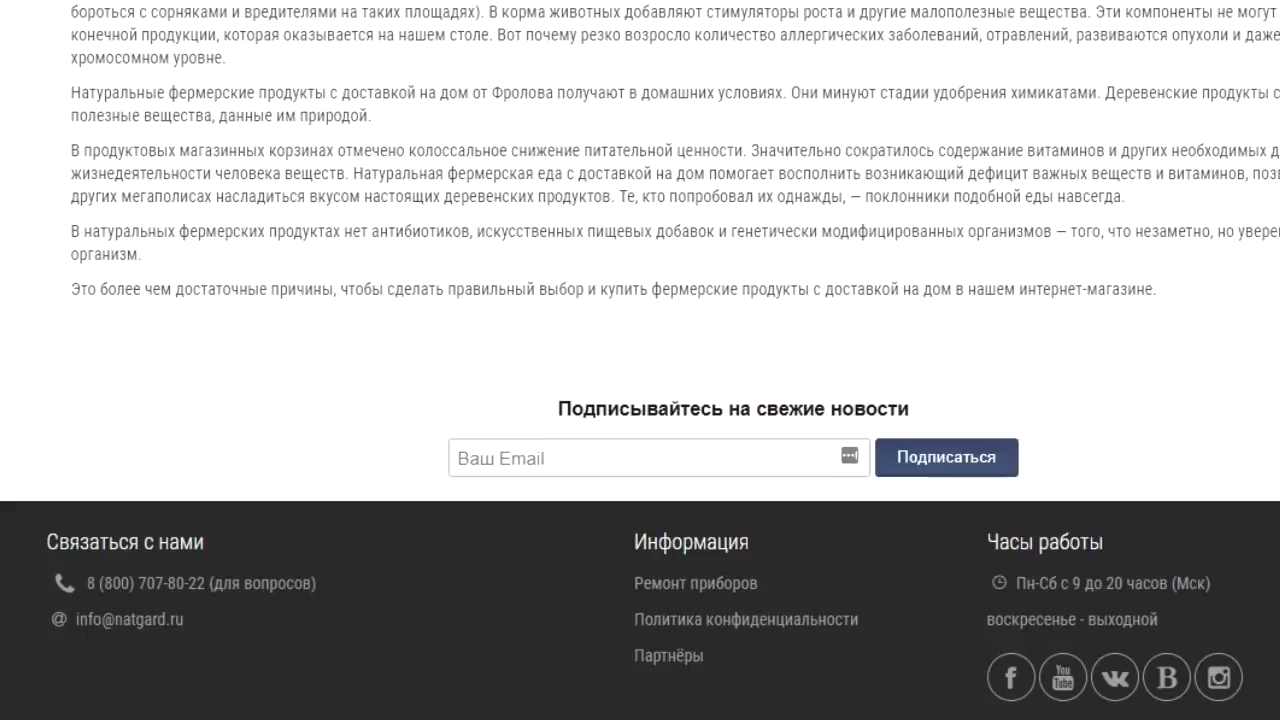 бороться с сорняками и вредителями на таких площадях). В корма животных добавляют стимуляторы роста и другие малополезные вещества. Эти компоненты не могут
конечной продукции, которая оказывается на нашем столе. Вот почему резко возросло количество аллергических заболеваний, отравлений, развиваются опухоли и даже
хромосомном уровне.
Натуральные фермерские продукты с доставкой на дом от Фролова получают в домашних условиях. Они минуют стадии удобрения химикатами. Деревенские продукты с
полезные вещества, данные им природой.
В продуктовых магазинных корзинах отмечено колоссальное снижение питательной ценности. Значительно сократилось содержание витаминов и других необходимых д
жизнедеятельности человека веществ. Натуральная фермерская еда с доставкой на дом помогает восполнить возникающий дефицит важных веществ и витаминов, позв
других мегаполисах насладиться вкусом настоящих деревенских продуктов. Те, кто попробовал их однажды, — поклонники подобной еды навсегда.
В натуральных фермерских продуктах нет антибиотиков, искусственных пищевых добавок и генетически модифицированных организмов — того, что незаметно, но увере
организм.
Это более чем достаточные причины, чтобы сделать правильный выбор и купить фермерские продукты с доставкой на дом в нашем интернет-магазине.
Подписывайтесь на свежие новости
Ваш Email
Подписаться
Связаться с нами
Информация
Часы работы
8 (800) 707-80-22 (для вопросов)
Ремонт приборов
Пн-Сб с 9 до 20 часов (Мск)
@ info@natgard.ru
Политика конфиденциальности
воскресенье - выходной
Партнёры
f You Tube B